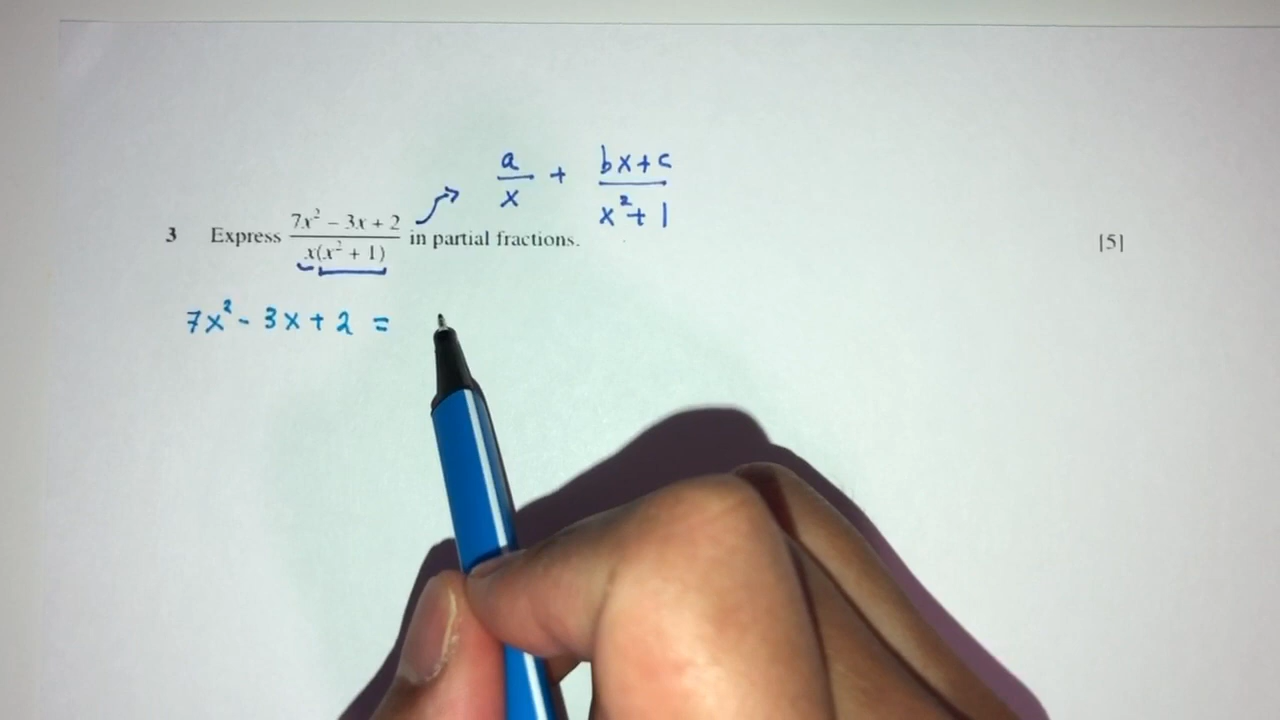 a/x + (bx+c)/(x²+1)
3 Express (7x² − 3x + 2)/(x(x² + 1)) in partial fractions. [5]
7x² - 3x + 2 =